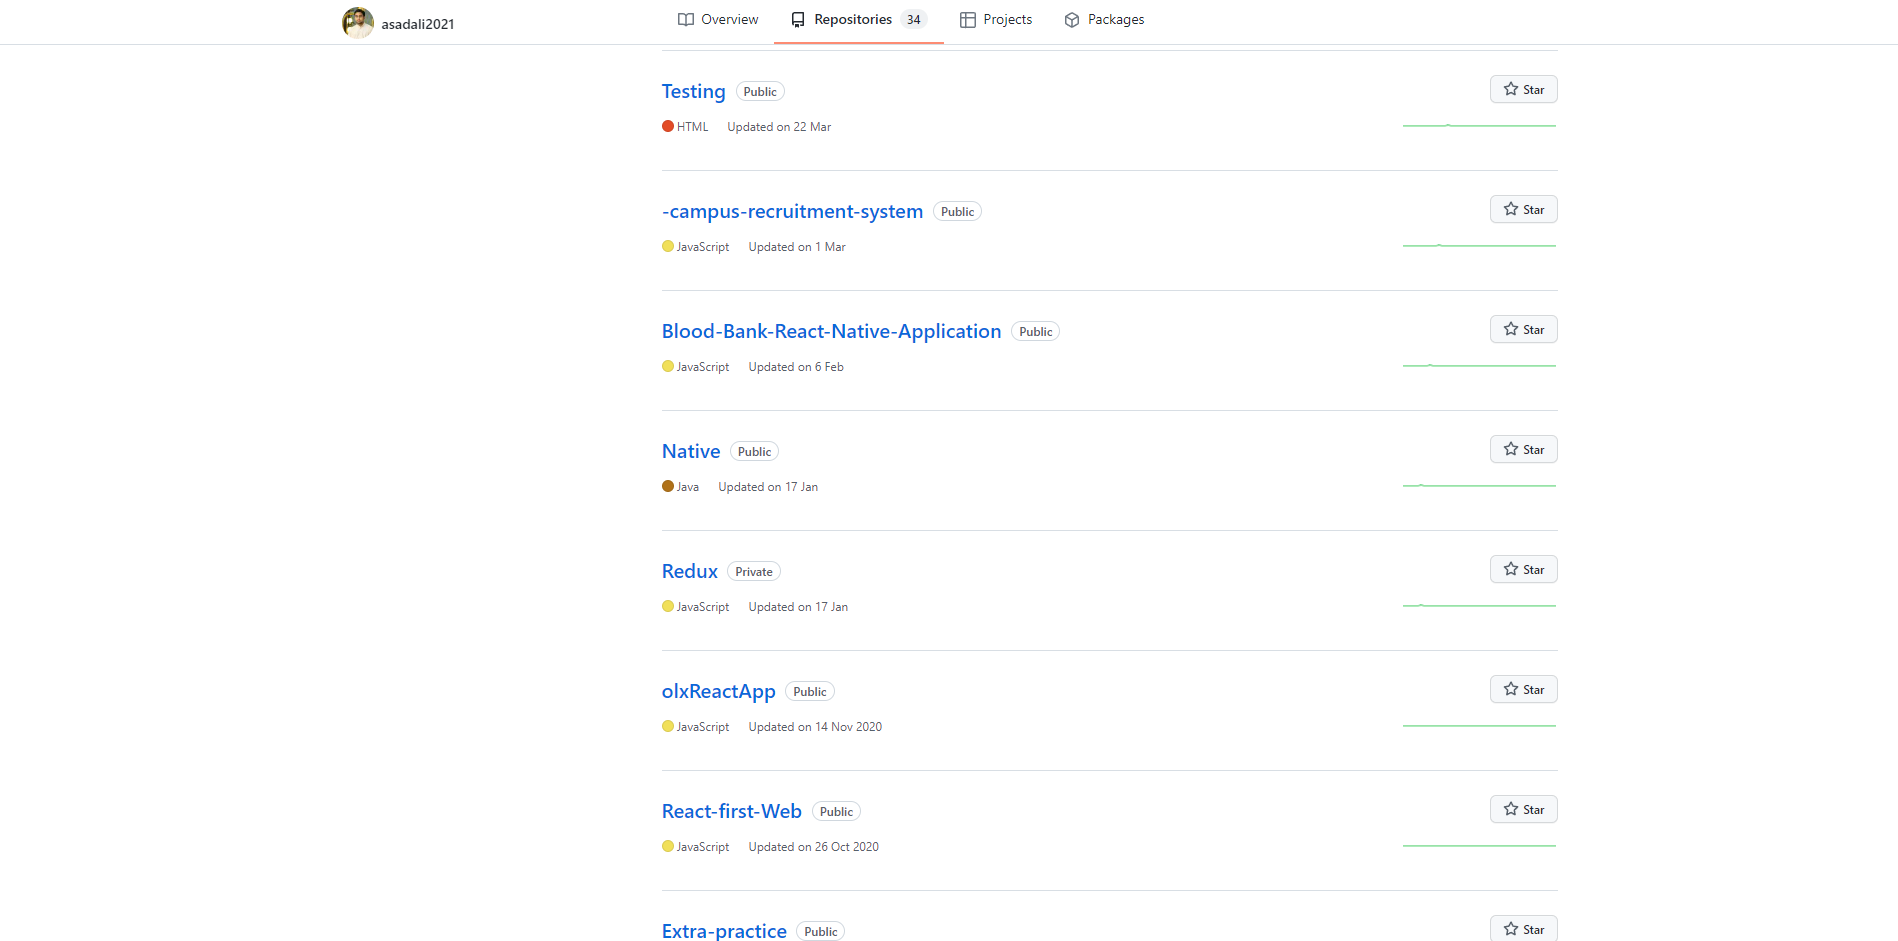 asadali2021
Overview Repositories 34 Projects Packages
Testing Public Star
HTML Updated on 22 Mar
-campus-recruitment-system Public Star
JavaScript Updated on 1 Mar
Blood-Bank-React-Native-Application Public Star
JavaScript Updated on 6 Feb
Native Public Star
Java Updated on 17 Jan
Redux Private Star
JavaScript Updated on 17 Jan
olxReactApp Public Star
JavaScript Updated on 14 Nov 2020
React-first-Web Public Star
JavaScript Updated on 26 Oct 2020
Extra-practice Public Star